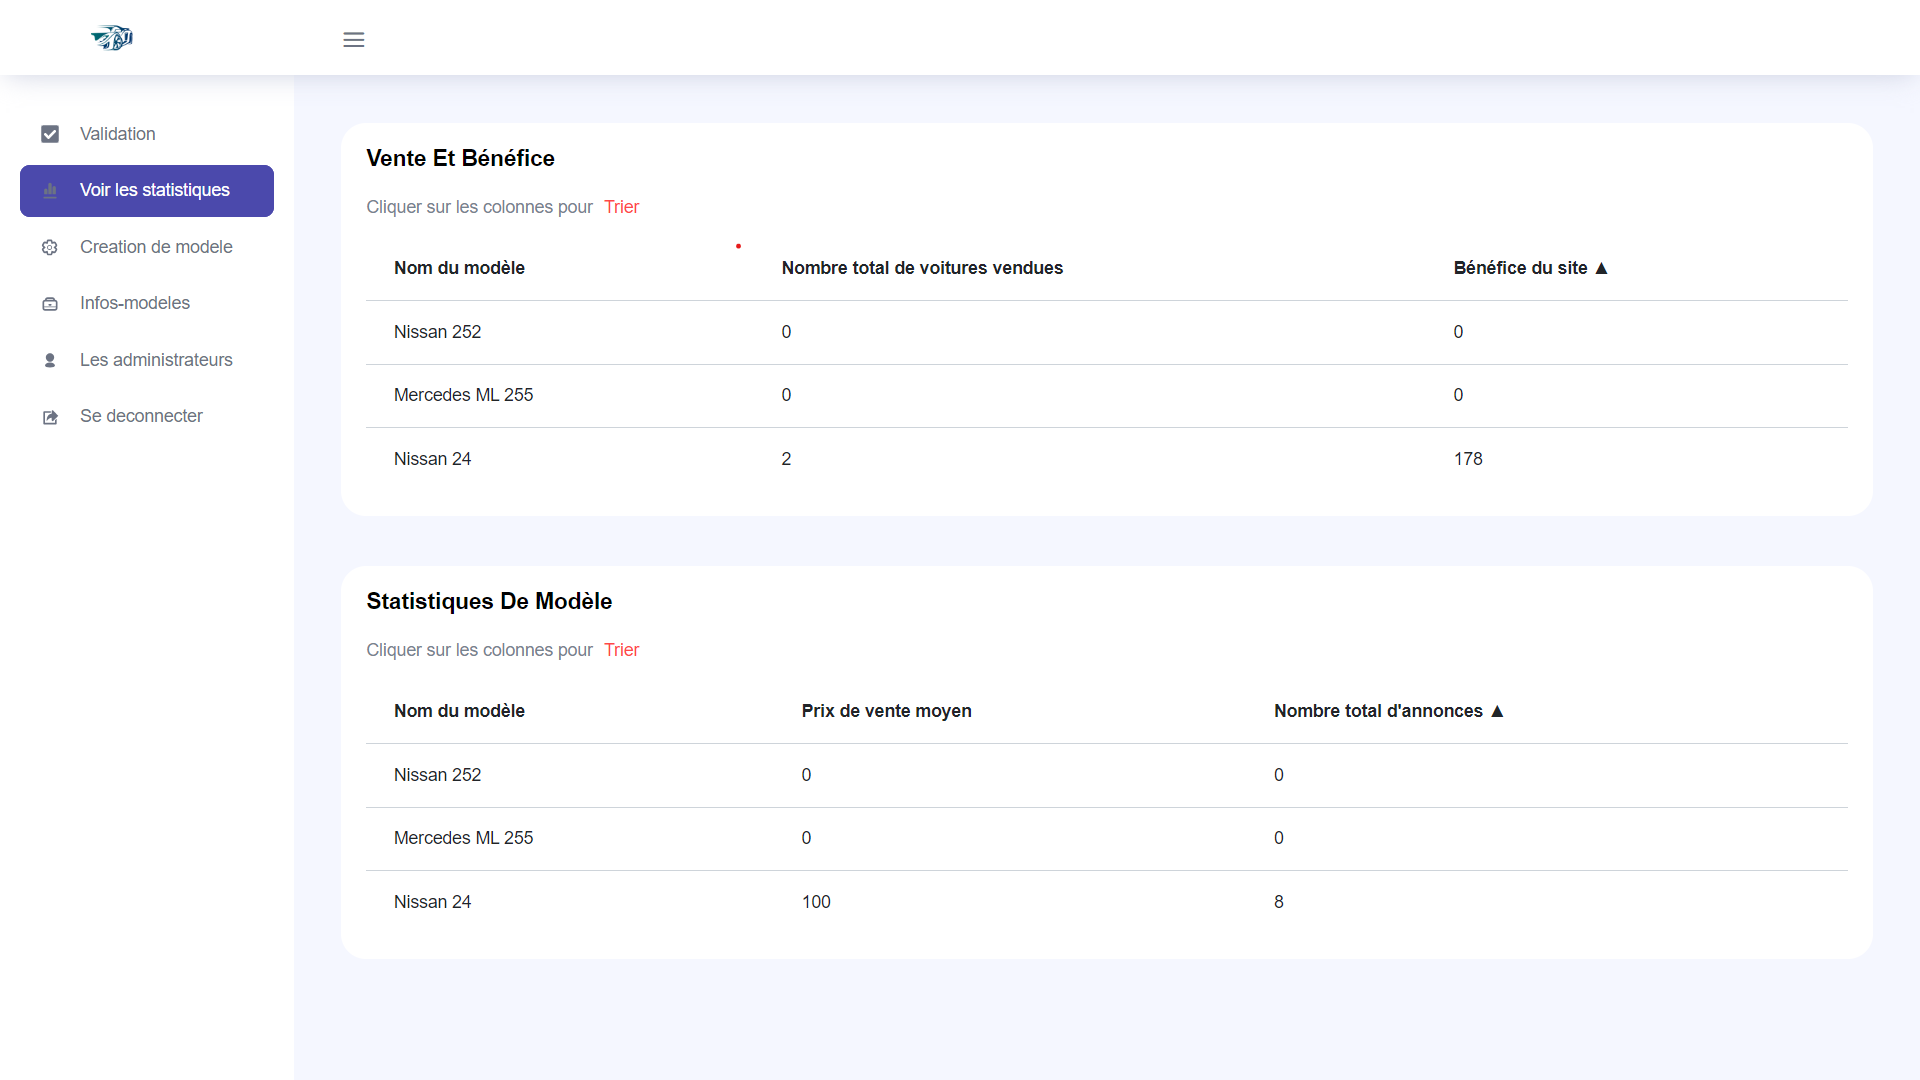 Validation
Voir les statistiques
Creation de modele
Infos-modeles
Les administrateurs
Se deconnecter
Vente Et Bénéfice
Cliquer sur les colonnes pour Trier
Nom du modèle Nombre total de voitures vendues Bénéfice du site ▲
Nissan 252 0 0
Mercedes ML 255 0 0
Nissan 24 2 178
Statistiques De Modèle
Cliquer sur les colonnes pour Trier
Nom du modèle Prix de vente moyen Nombre total d'annonces ▲
Nissan 252 0 0
Mercedes ML 255 0 0
Nissan 24 100 8